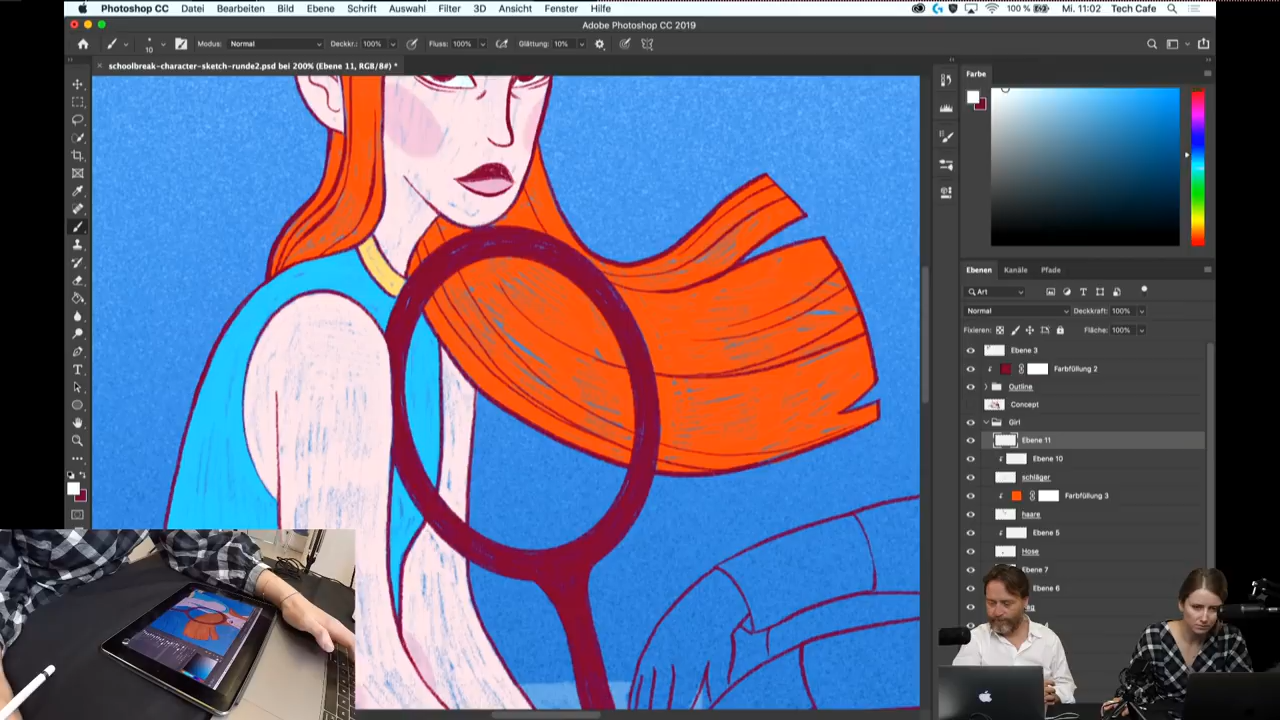 Photoshop CC Datei Bearbeiten Bild Ebene Schrift Auswahl Filter 3D Ansicht Fenster Hilfe 100 % Mi. 11:02 Tech Cafe
Adobe Photoshop CC 2019
10 Modus: Normal Deckkr.: 100% Fluss: 100% Glättung: 10%
× schoolbreak-character-sketch-runde2.psd bei 200% (Ebene 11, RGB/8#) *
Farbe
Ebenen Kanäle Pfade
Art
Normal Deckkraft: 100%
Fixieren: Fläche: 100%
Ebene 3
Farbfüllung 2
Outline
Concept
Girl
Ebene 11
Ebene 10
schläger
Farbfüllung 3
haare
Ebene 5
Hose
Ebene 7
Ebene 6